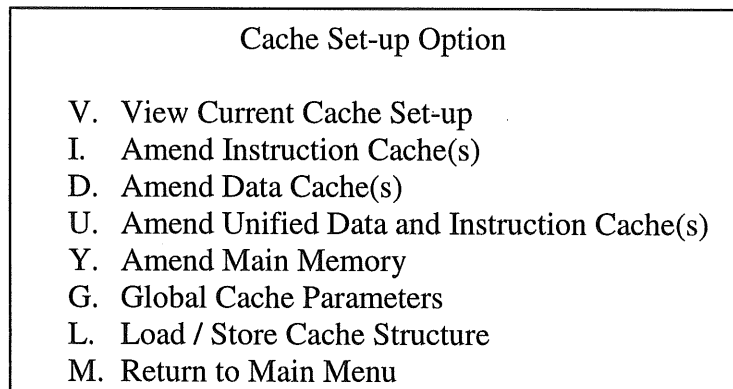 Cache Set-up Option
V. View Current Cache Set-up
I. Amend Instruction Cache(s)
D. Amend Data Cache(s)
U. Amend Unified Data and Instruction Cache(s)
Y. Amend Main Memory
G. Global Cache Parameters
L. Load / Store Cache Structure
M. Return to Main Menu